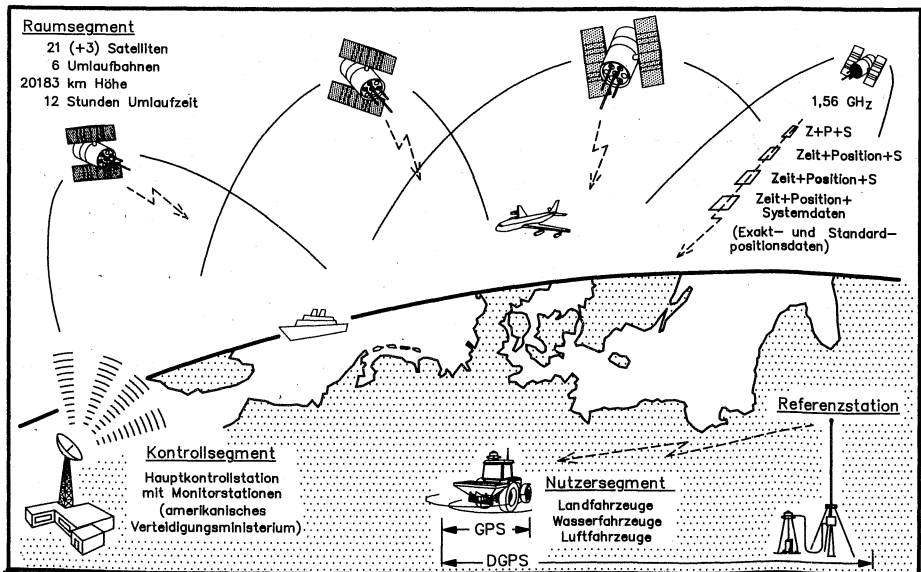 Raumsegment
21 (+3) Satelliten
6 Umlaufbahnen
20183 km Höhe
12 Stunden Umlaufzeit
1,56 GHz
Z+P+S
Zeit+Position+S
Zeit+Position+S
Zeit+Position+
Systemdaten
(Exakt- und Standard-
positionsdaten)
Referenzstation
Kontrollsegment
Hauptkontrollstation
mit Monitorstationen
(amerikanisches
Verteidigungsministerium)
Nutzersegment
Landfahrzeuge
Wasserfahrzeuge
Luftfahrzeuge
GPS
DGPS